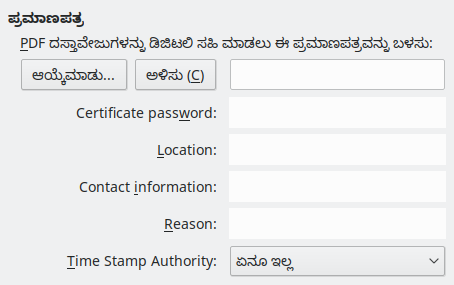 ಪ್ರಮಾಣಪತ್ರ
PDF ದಸ್ತಾವೇಜುಗಳನ್ನು ಡಿಜಿಟಲಿ ಸಹಿ ಮಾಡಲು ಈ ಪ್ರಮಾಣಪತ್ರವನ್ನು ಬಳಸು:
ಆಯ್ಕೆಮಾಡು... ಅಳಿಸು (C)
Certificate password:
Location:
Contact information:
Reason:
Time Stamp Authority: ಏನೂ ಇಲ್ಲ